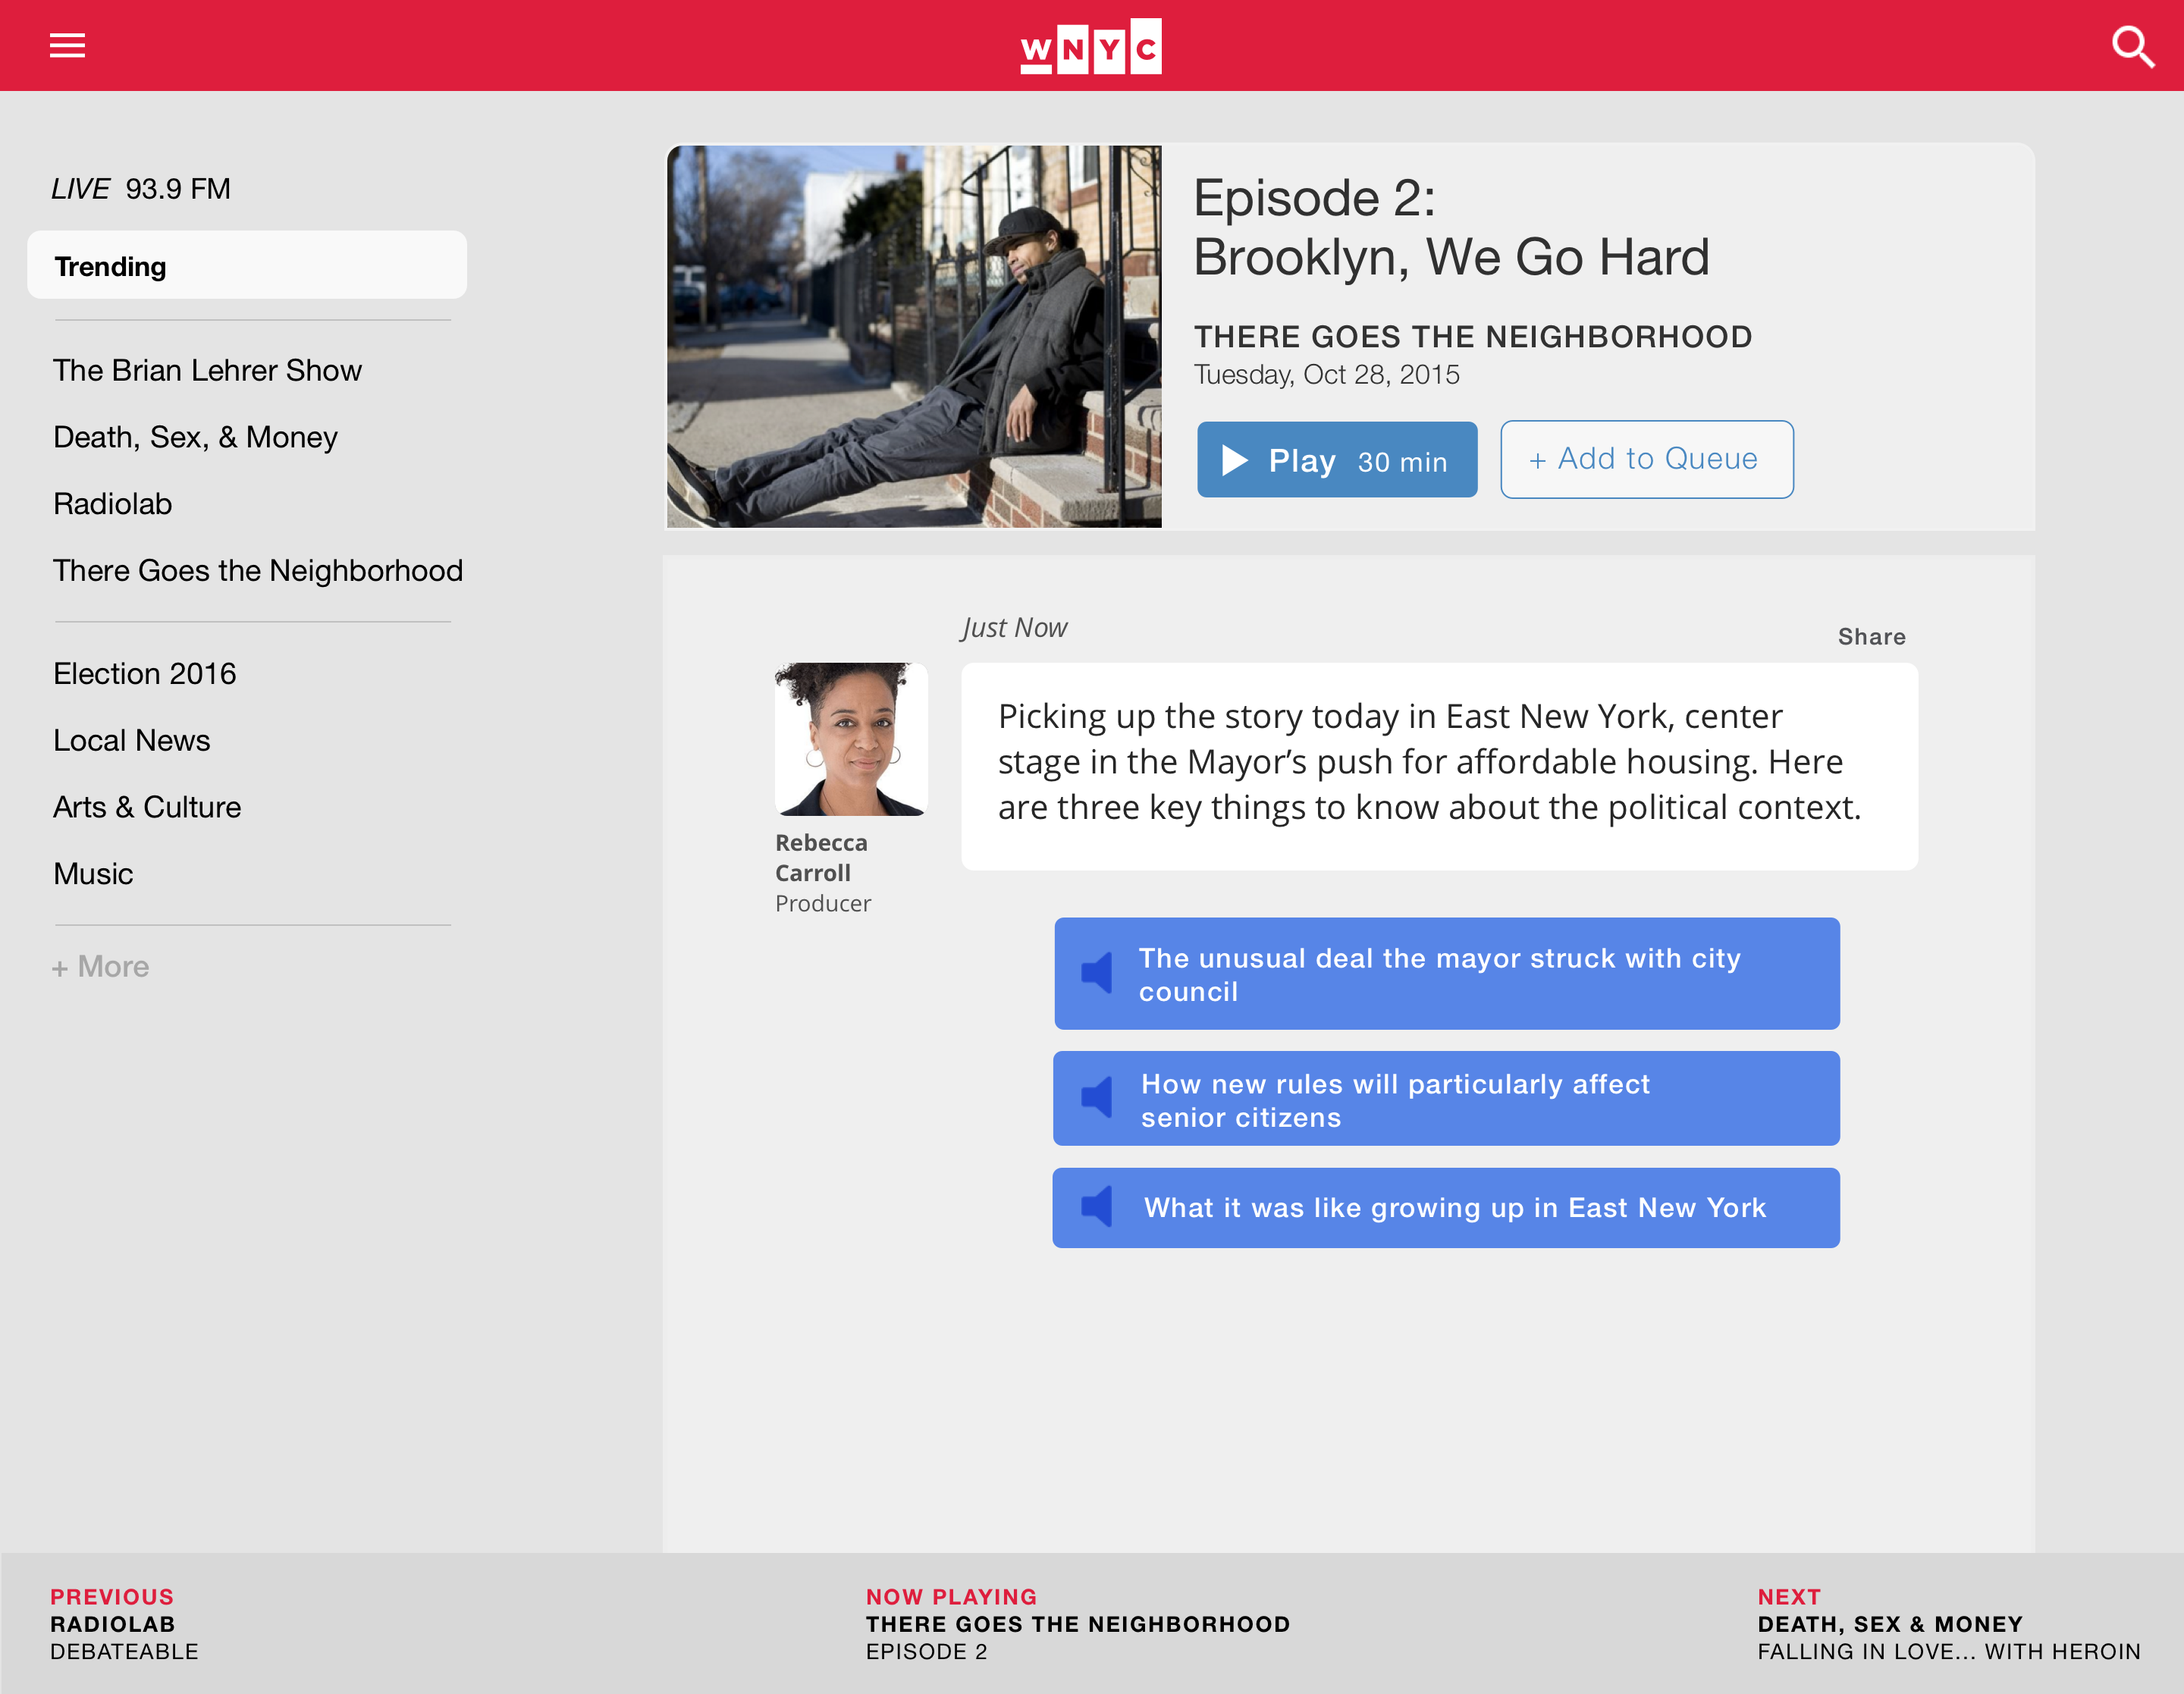 WNYC
LIVE 93.9 FM
Trending
The Brian Lehrer Show
Death, Sex, & Money
Radiolab
There Goes the Neighborhood
Election 2016
Local News
Arts & Culture
Music
+ More
Episode 2:
Brooklyn, We Go Hard
THERE GOES THE NEIGHBORHOOD
Tuesday, Oct 28, 2015
Play 30 min
+ Add to Queue
Just Now
Share
Rebecca
Carroll
Producer
Picking up the story today in East New York, center
stage in the Mayor’s push for affordable housing. Here
are three key things to know about the political context.
The unusual deal the mayor struck with city
council
How new rules will particularly affect
senior citizens
What it was like growing up in East New York
PREVIOUS
RADIOLAB
DEBATEABLE
NOW PLAYING
THERE GOES THE NEIGHBORHOOD
EPISODE 2
NEXT
DEATH, SEX & MONEY
FALLING IN LOVE... WITH HEROIN